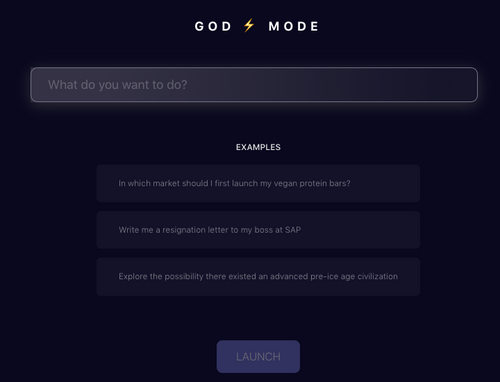 GOD ⚡ MODE
What do you want to do?
EXAMPLES
In which market should I first launch my vegan protein bars?
Write me a resignation letter to my boss at SAP
Explore the possibility there existed an advanced pre-ice age civilization
LAUNCH